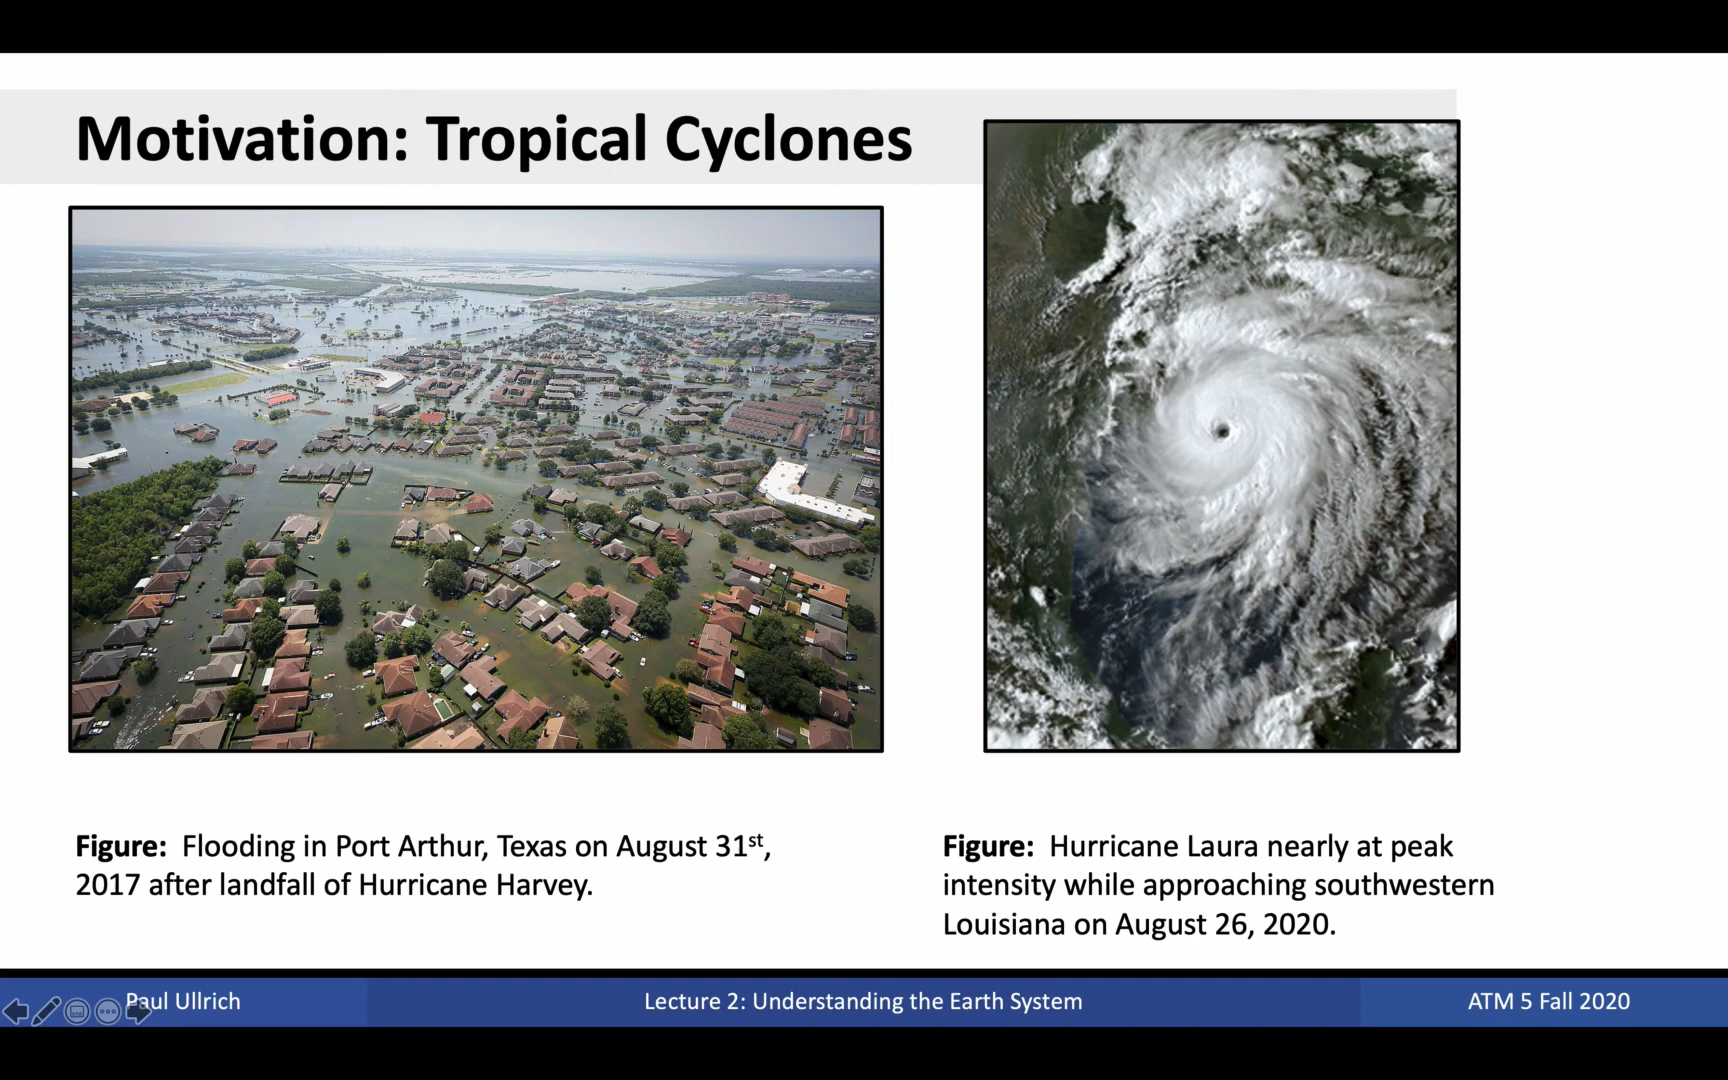 Motivation: Tropical Cyclones
Figure: Flooding in Port Arthur, Texas on August 31st,
2017 after landfall of Hurricane Harvey.
Figure: Hurricane Laura nearly at peak
intensity while approaching southwestern
Louisiana on August 26, 2020.
Paul Ullrich
Lecture 2: Understanding the Earth System
ATM 5 Fall 2020